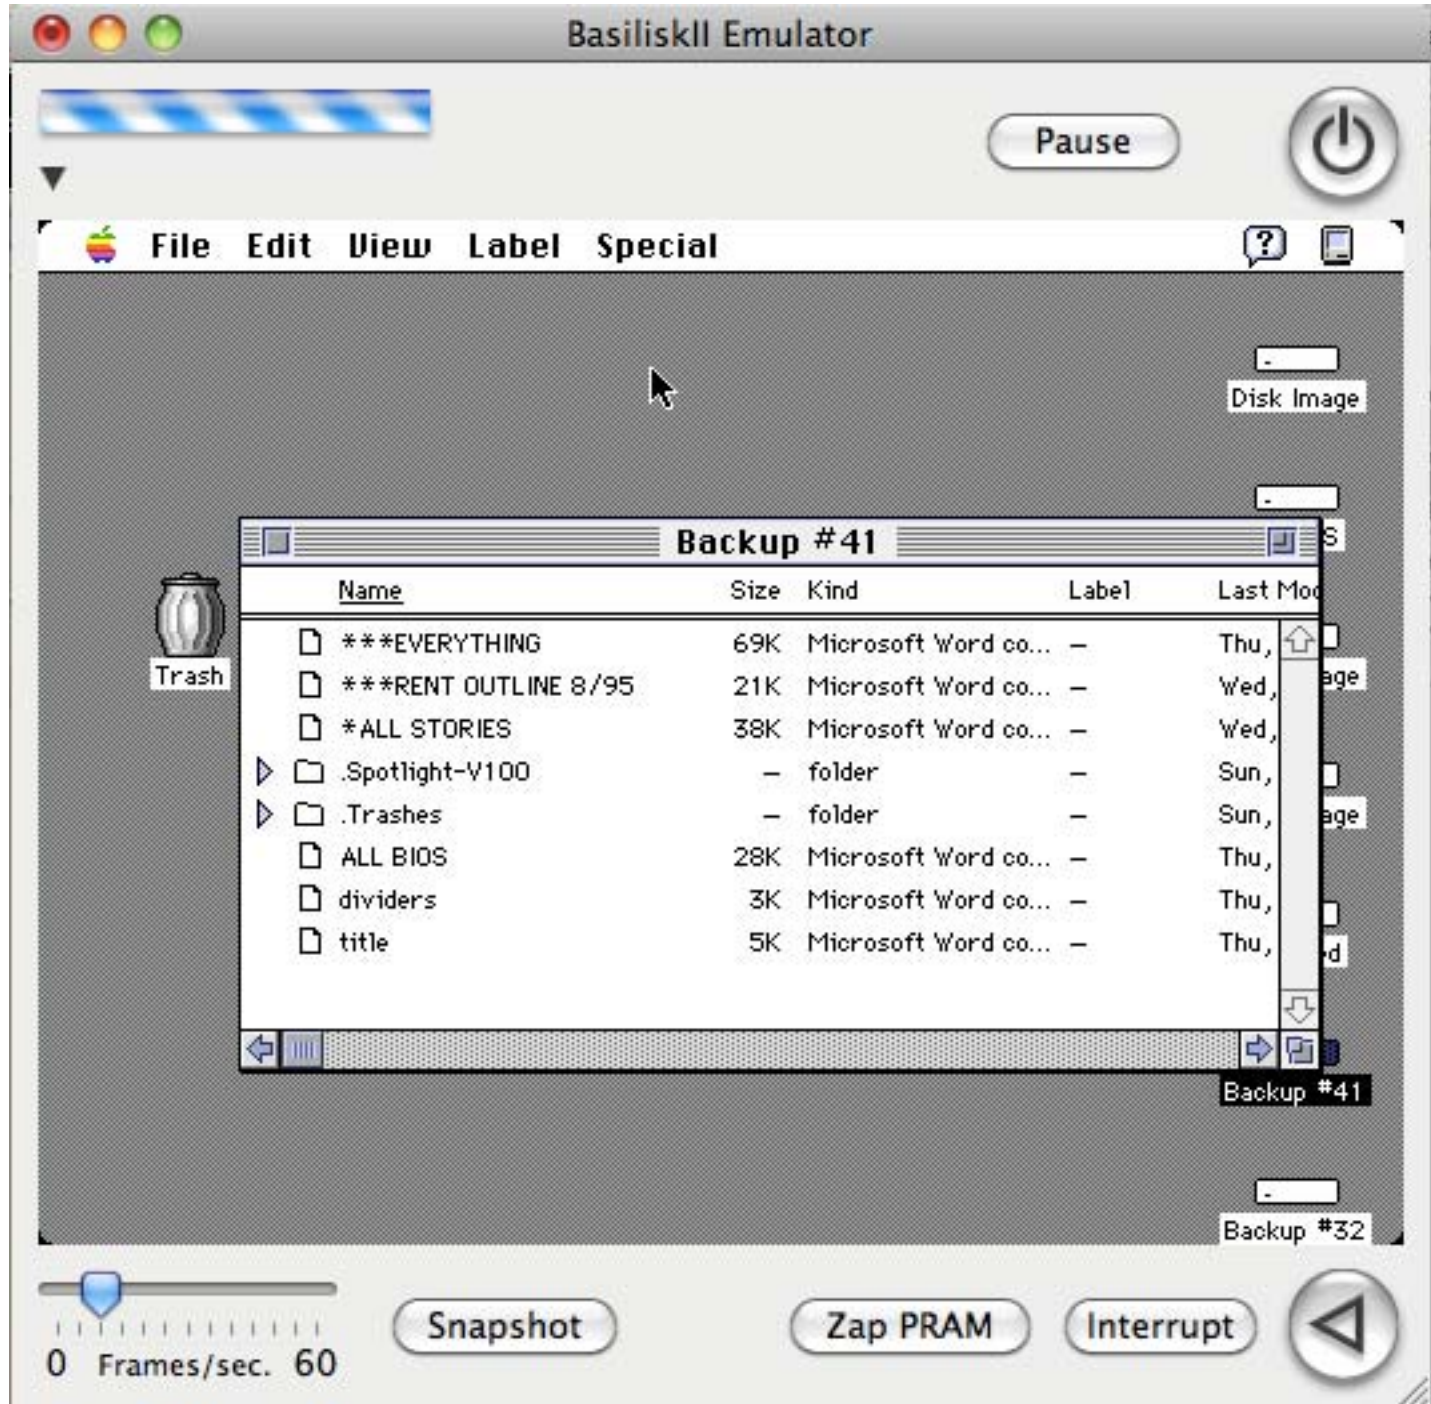 BasiliskII Emulator
Pause
File Edit View Label Special
Disk Image
S
Backup #41
Name Size Kind Label Last Mod
***EVERYTHING 69K Microsoft Word co... – Thu,
Trash
***RENT OUTLINE 8/95 21K Microsoft Word co... – Wed,
age
*ALL STORIES 38K Microsoft Word co... – Wed,
.Spotlight-V100 – folder – Sun,
.Trashes – folder – Sun,
age
ALL BIOS 28K Microsoft Word co... – Thu,
dividers 3K Microsoft Word co... – Thu,
title 5K Microsoft Word co... – Thu,
d
Backup #41
Backup #32
Snapshot
Zap PRAM
Interrupt
0 Frames/sec. 60